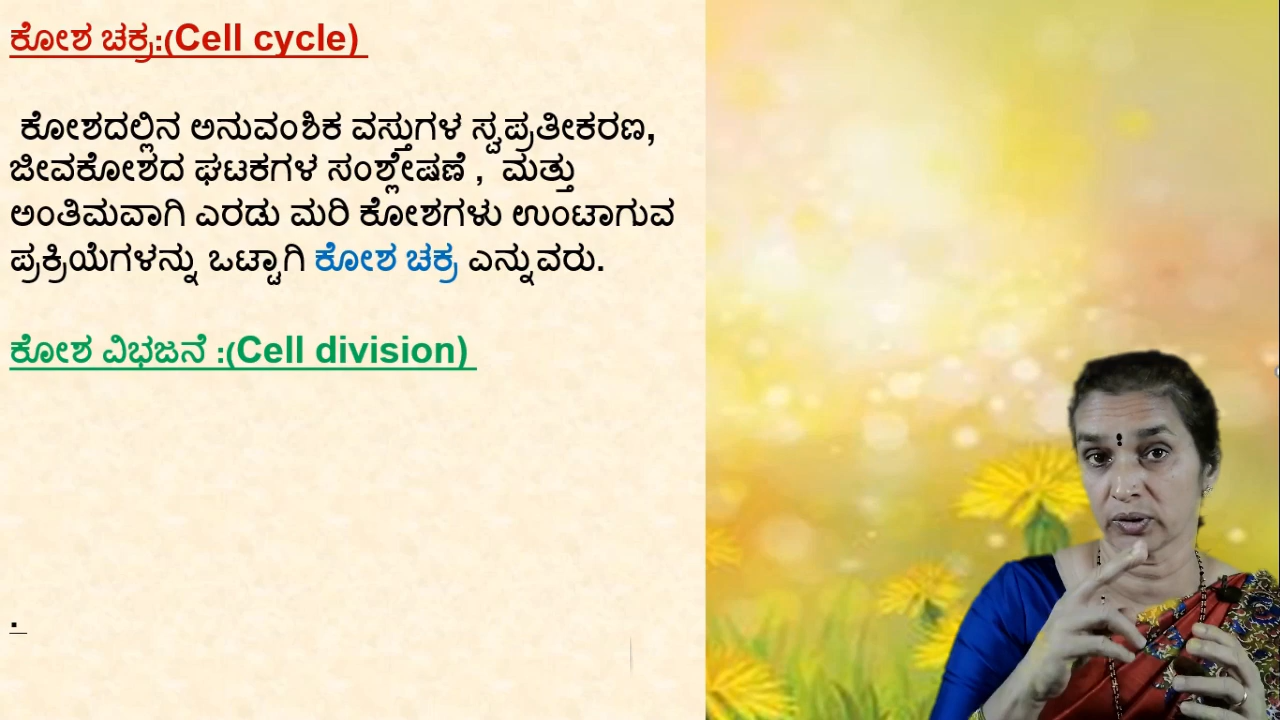 ಕೋಶ ಚಕ್ರ:(Cell cycle)
ಕೋಶದಲ್ಲಿನ ಅನುವಂಶಿಕ ವಸ್ತುಗಳ ಸ್ವಪ್ರತೀಕರಣ,
ಜೀವಕೋಶದ ಘಟಕಗಳ ಸಂಶ್ಲೇಷಣೆ , ಮತ್ತು
ಅಂತಿಮವಾಗಿ ಎರಡು ಮರಿ ಕೋಶಗಳು ಉಂಟಾಗುವ
ಪ್ರಕ್ರಿಯೆಗಳನ್ನು ಒಟ್ಟಾಗಿ ಕೋಶ ಚಕ್ರ ಎನ್ನುವರು.
ಕೋಶ ವಿಭಜನೆ :(Cell division)
.